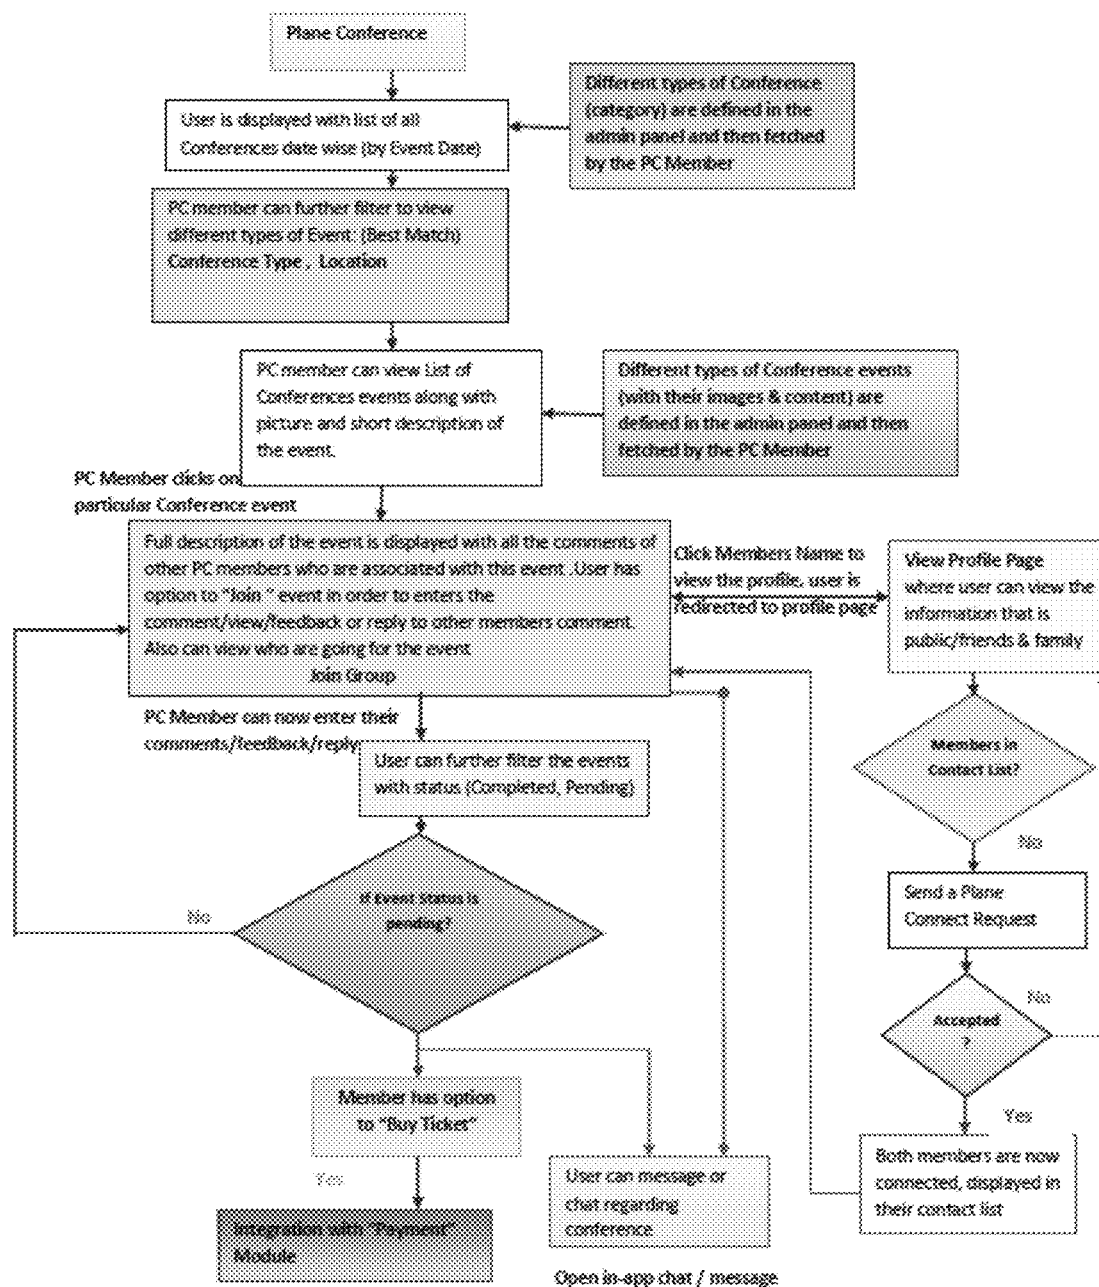 Plane Conference
Different types of Conference
(category) are defined in the
admin panel and then fetched
by the PC Member
User is displayed with list of all
Conferences date wise (by Event Date)
PC member can further filter to view
different types of Event: (Best Match)
Conference Type , Location
PC member can view List of
Conferences events along with
picture and short description of
the event.
Different types of Conference events
(with their images & content) are
defined in the admin panel and then
fetched by the PC Member
PC Member clicks on
particular Conference event
Full description of the event is displayed with all the comments of
other PC members who are associated with this event .User has
option to "Join " event in order to enters the
comment/view/feedback or reply to other members comment.
Also can view who are going for the event
Join Group
Click Members Name to
view the profile, user is
redirected to profile page
View Profile Page
where user can view the
information that is
public/friends & family
PC Member can now enter their
comments/feedback/reply
User can further filter the events
with status (Completed, Pending)
Members in
Contact List?
No
If Event Status is
pending?
No
Send a Plane
Connect Request
Accepted
?
No
Yes
Member has option
to "Buy Ticket"
Yes
Integration with "Payment"
Module
User can message or
chat regarding
conference
Both members are now
connected, displayed in
their contact list
Open in-app chat / message